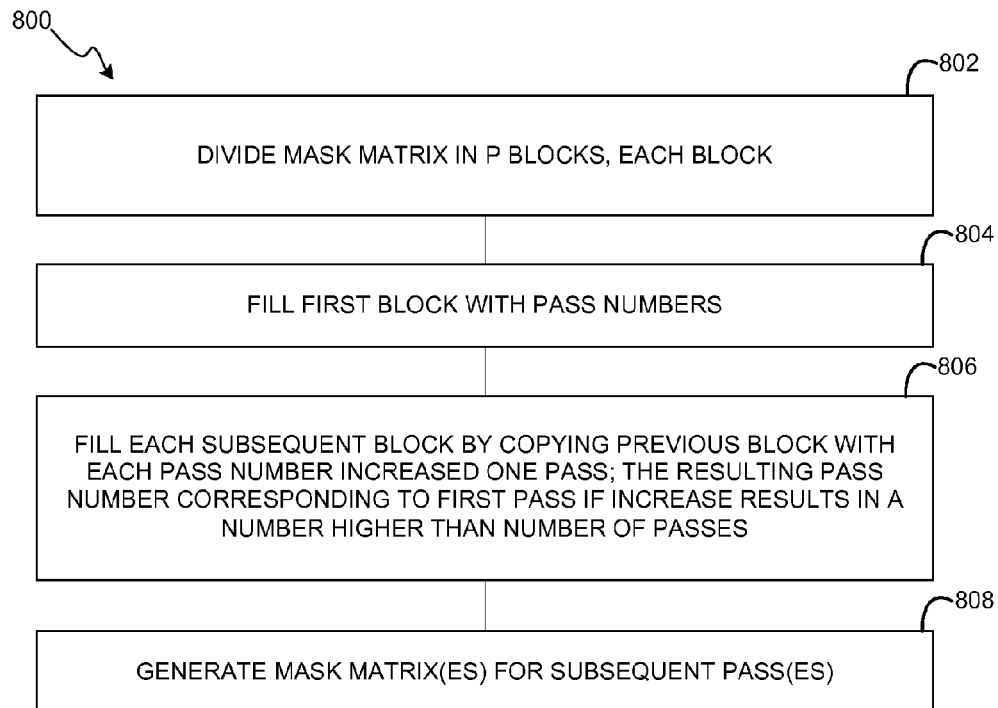 800
802
DIVIDE MASK MATRIX IN P BLOCKS, EACH BLOCK
804
FILL FIRST BLOCK WITH PASS NUMBERS
806
FILL EACH SUBSEQUENT BLOCK BY COPYING PREVIOUS BLOCK WITH
EACH PASS NUMBER INCREASED ONE PASS; THE RESULTING PASS
NUMBER CORRESPONDING TO FIRST PASS IF INCREASE RESULTS IN A
NUMBER HIGHER THAN NUMBER OF PASSES
808
GENERATE MASK MATRIX(ES) FOR SUBSEQUENT PASS(ES)